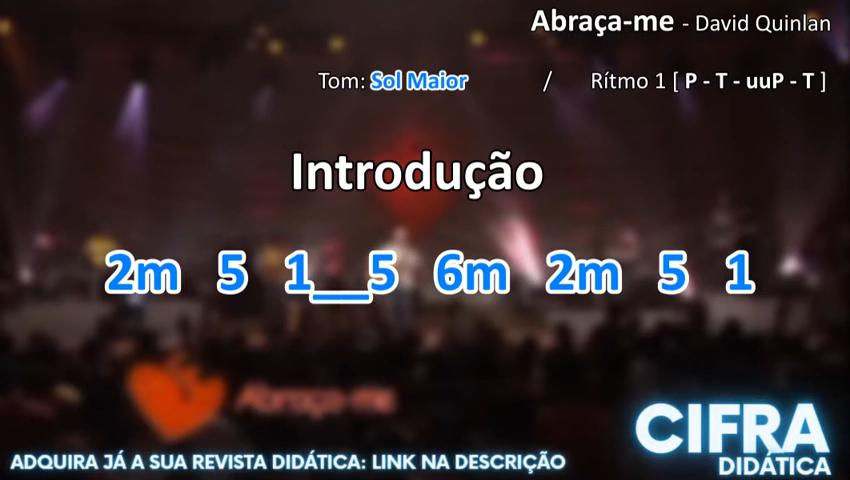 Abraça-me - David Quinlan
Tom: Sol Maior / Rítmo 1 [ P - T - uuP - T ]
Introdução
2m 5 1__5 6m 2m 5 1
Abraça-me
CIFRA
DIDÁTICA
ADQUIRA JÁ A SUA REVISTA DIDÁTICA: LINK NA DESCRIÇÃO